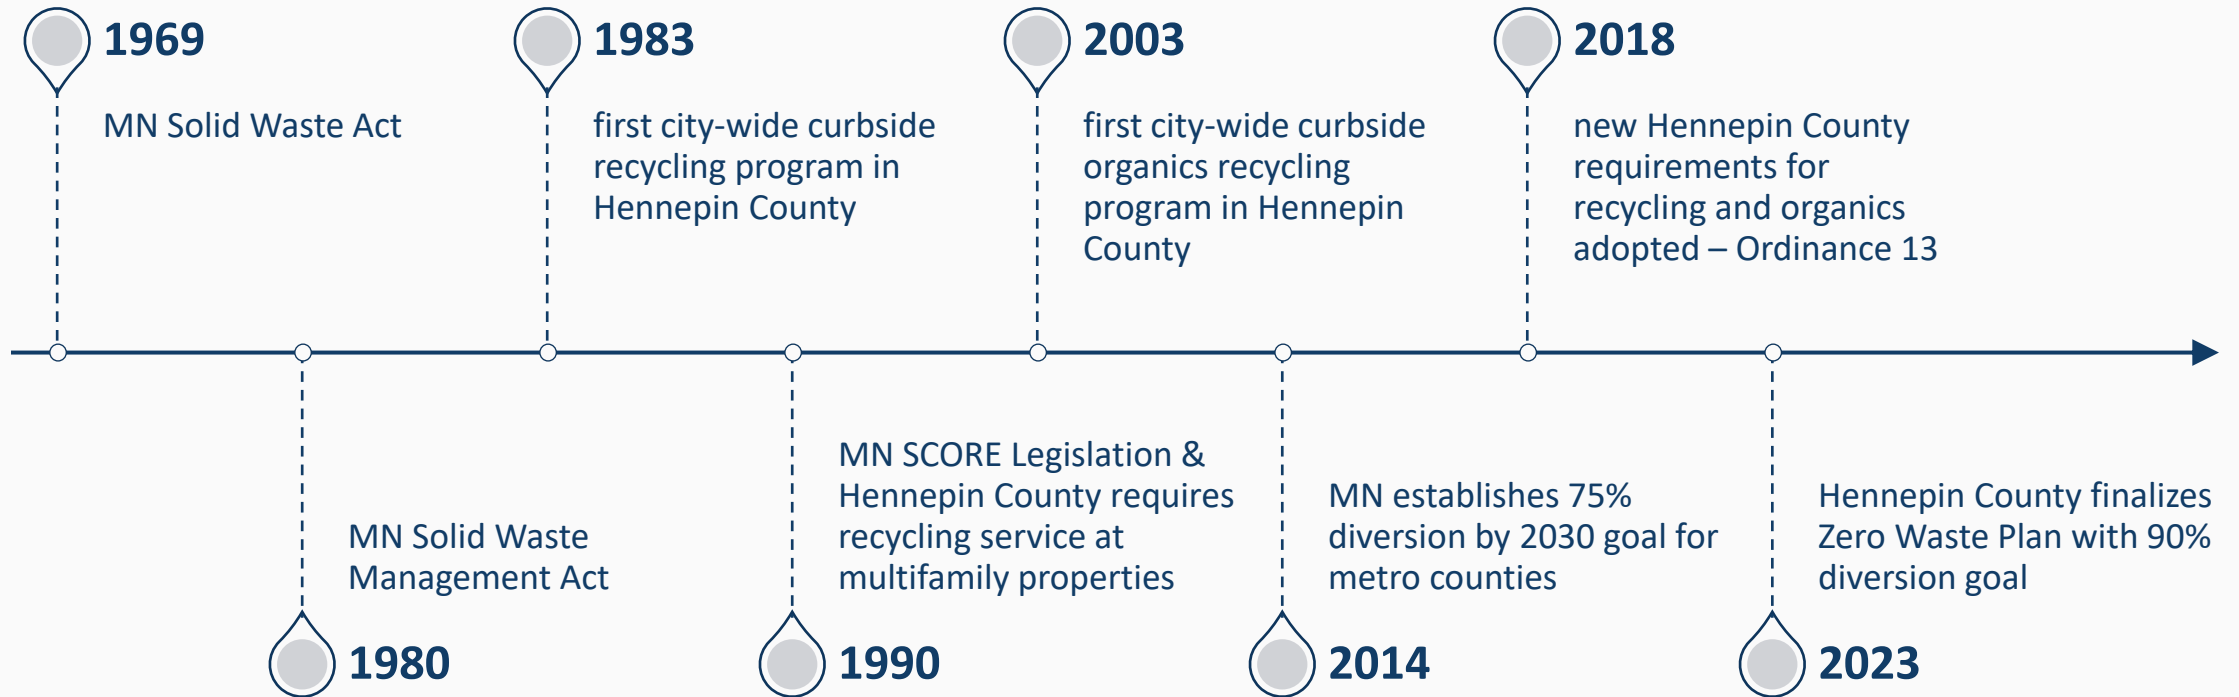 1969
MN Solid Waste Act
1980
MN Solid Waste
Management Act
1983
first city-wide curbside
recycling program in
Hennepin County
1990
MN SCORE Legislation &
Hennepin County requires
recycling service at
multifamily properties
2003
first city-wide curbside
organics recycling
program in Hennepin
County
2014
MN establishes 75%
diversion by 2030 goal for
metro counties
2018
new Hennepin County
requirements for
recycling and organics
adopted – Ordinance 13
2023
Hennepin County finalizes
Zero Waste Plan with 90%
diversion goal